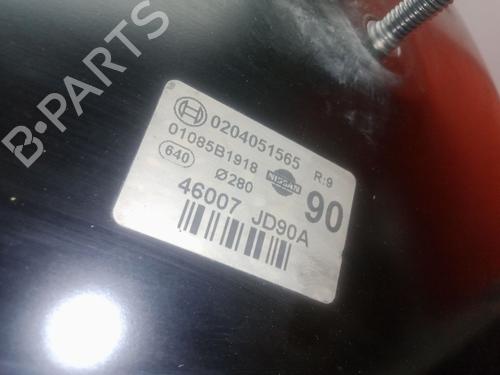 0204051565
01085B1918
R:9
640
Ø280
NISSAN
90
46007 JD90A
B-PARTS